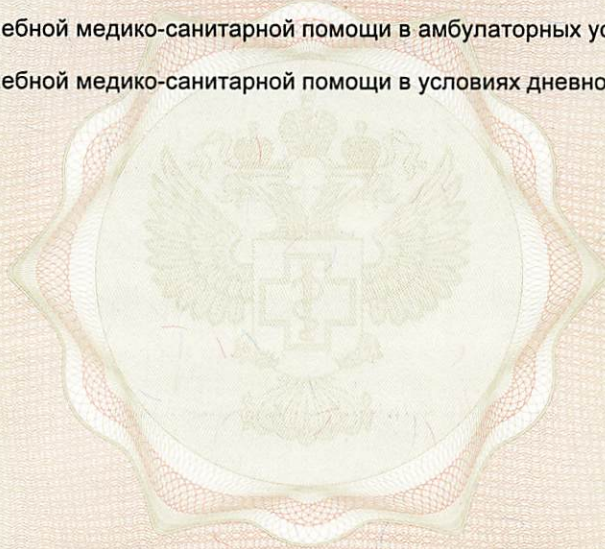 ебной медико-санитарной помощи в амбулаторных ус
ебной медико-санитарной помощи в условиях дневно